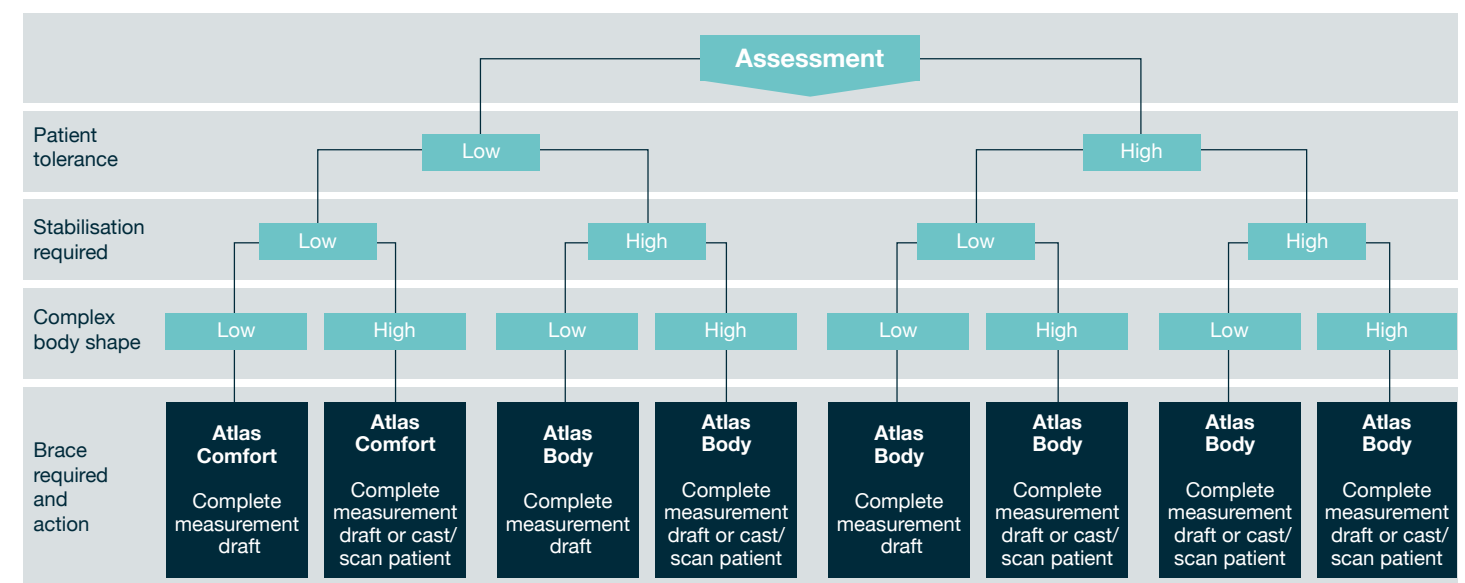 Assessment
Patient
tolerance
Low
High
Stabilisation
required
Low
High
Low
High
Complex
body shape
Low
High
Low
High
Low
High
Low
High
Brace
required
and
action
Atlas
Comfort
Complete
measurement
draft
Atlas
Comfort
Complete
measurement
draft or cast/
scan patient
Atlas
Body
Complete
measurement
draft
Atlas
Body
Complete
measurement
draft or cast/
scan patient
Atlas
Body
Complete
measurement
draft
Atlas
Body
Complete
measurement
draft or cast/
scan patient
Atlas
Body
Complete
measurement
draft or cast/
scan patient
Atlas
Body
Complete
measurement
draft or cast/
scan patient